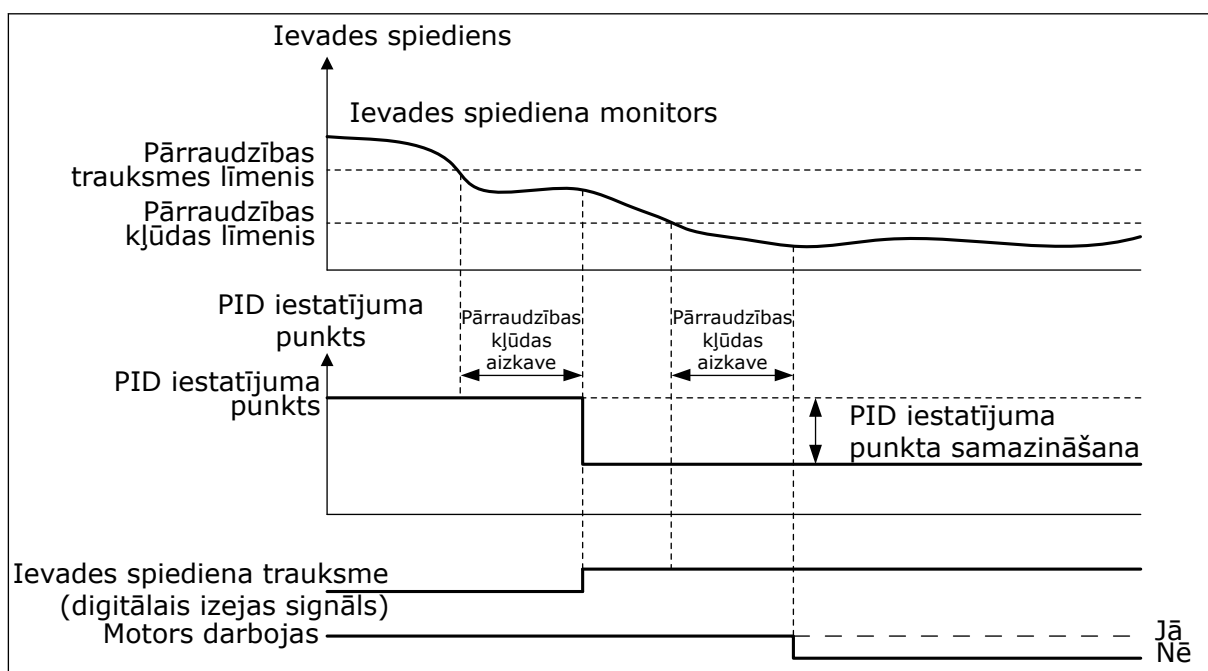 Ievades spiediens
Ievades spiediena monitors
Pārraudzības
trauksmes līmenis
Pārraudzības
kļūdas līmenis
PID iestatījuma
punkts
Pārraudzības
kļūdas
aizkave
Pārraudzības
kļūdas
aizkave
PID iestatījuma
punkts
PID iestatījuma
punkta samazināšana
Ievades spiediena trauksme
(digitālais izejas signāls)
Motors darbojas
Jā
Nē